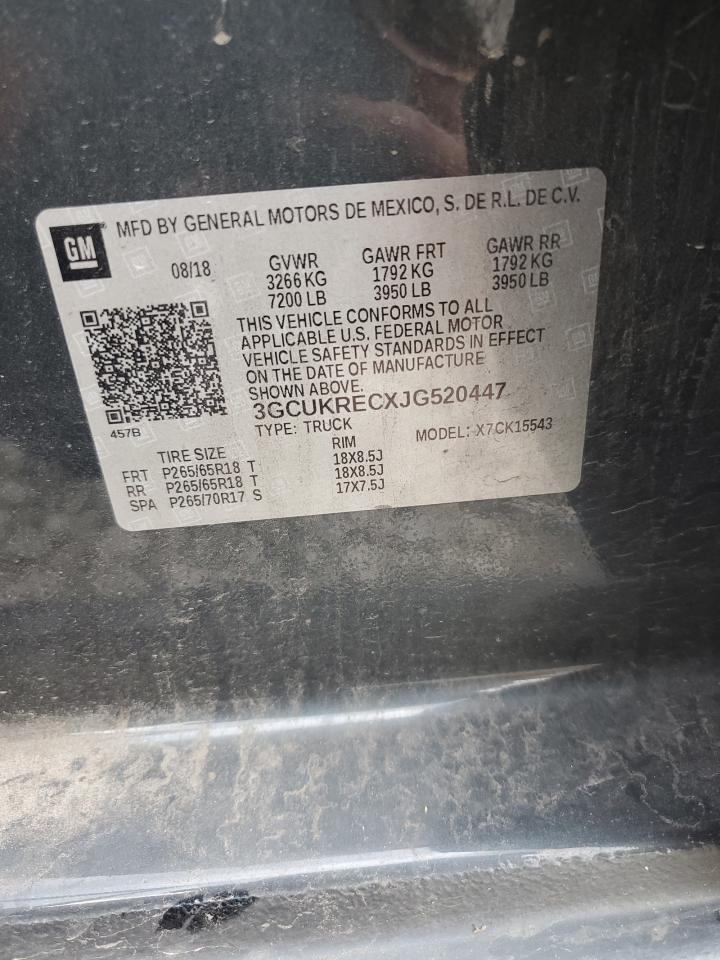 GM
MFD BY GENERAL MOTORS DE MEXICO, S. DE R.L. DE C.V.
08/18 GVWR GAWR FRT GAWR RR
3266 KG 1792 KG 1792 KG
7200 LB 3950 LB 3950 LB
THIS VEHICLE CONFORMS TO ALL
APPLICABLE U.S. FEDERAL MOTOR
VEHICLE SAFETY STANDARDS IN EFFECT
ON THE DATE OF MANUFACTURE
SHOWN ABOVE.
3GCUKRECXJG520447
457B
TYPE: TRUCK MODEL: X7CK15543
TIRE SIZE RIM
FRT P265/65R18 T 18X8.5J
RR P265/65R18 T 18X8.5J
SPA P265/70R17 S 17X7.5J